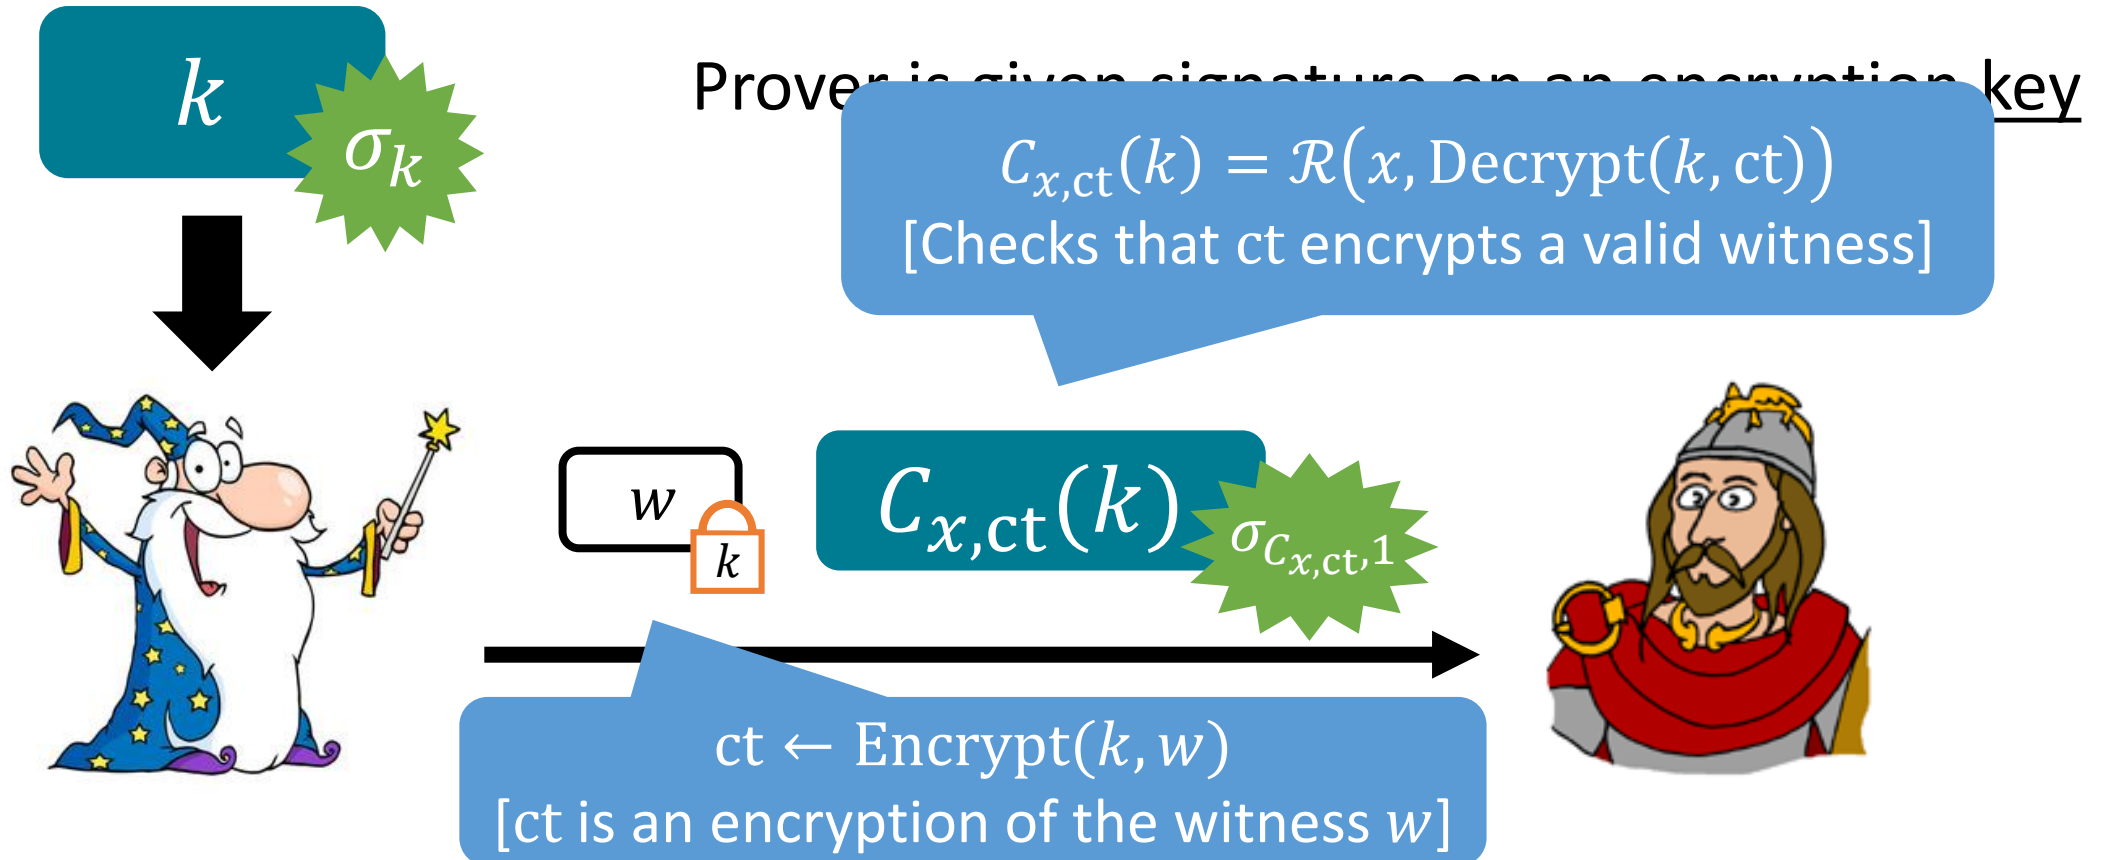 k
σ_k
Prover is given signature on an encryption key
C_{x,ct}(k) = ℛ(x, Decrypt(k, ct))
[Checks that ct encrypts a valid witness]
w
k
C_{x,ct}(k)
σ_{C_{x,ct},1}
ct ← Encrypt(k, w)
[ct is an encryption of the witness w]